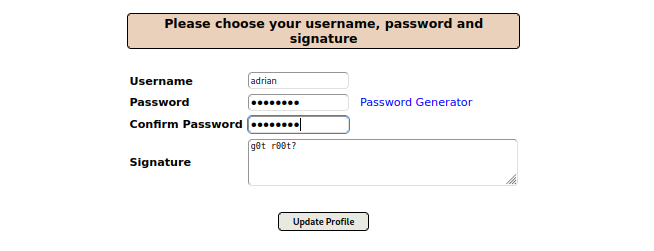 Please choose your username, password and
signature
Username adrian
Password ●●●●●●●● Password Generator
Confirm Password ●●●●●●●●
Signature g0t r00t?
Update Profile